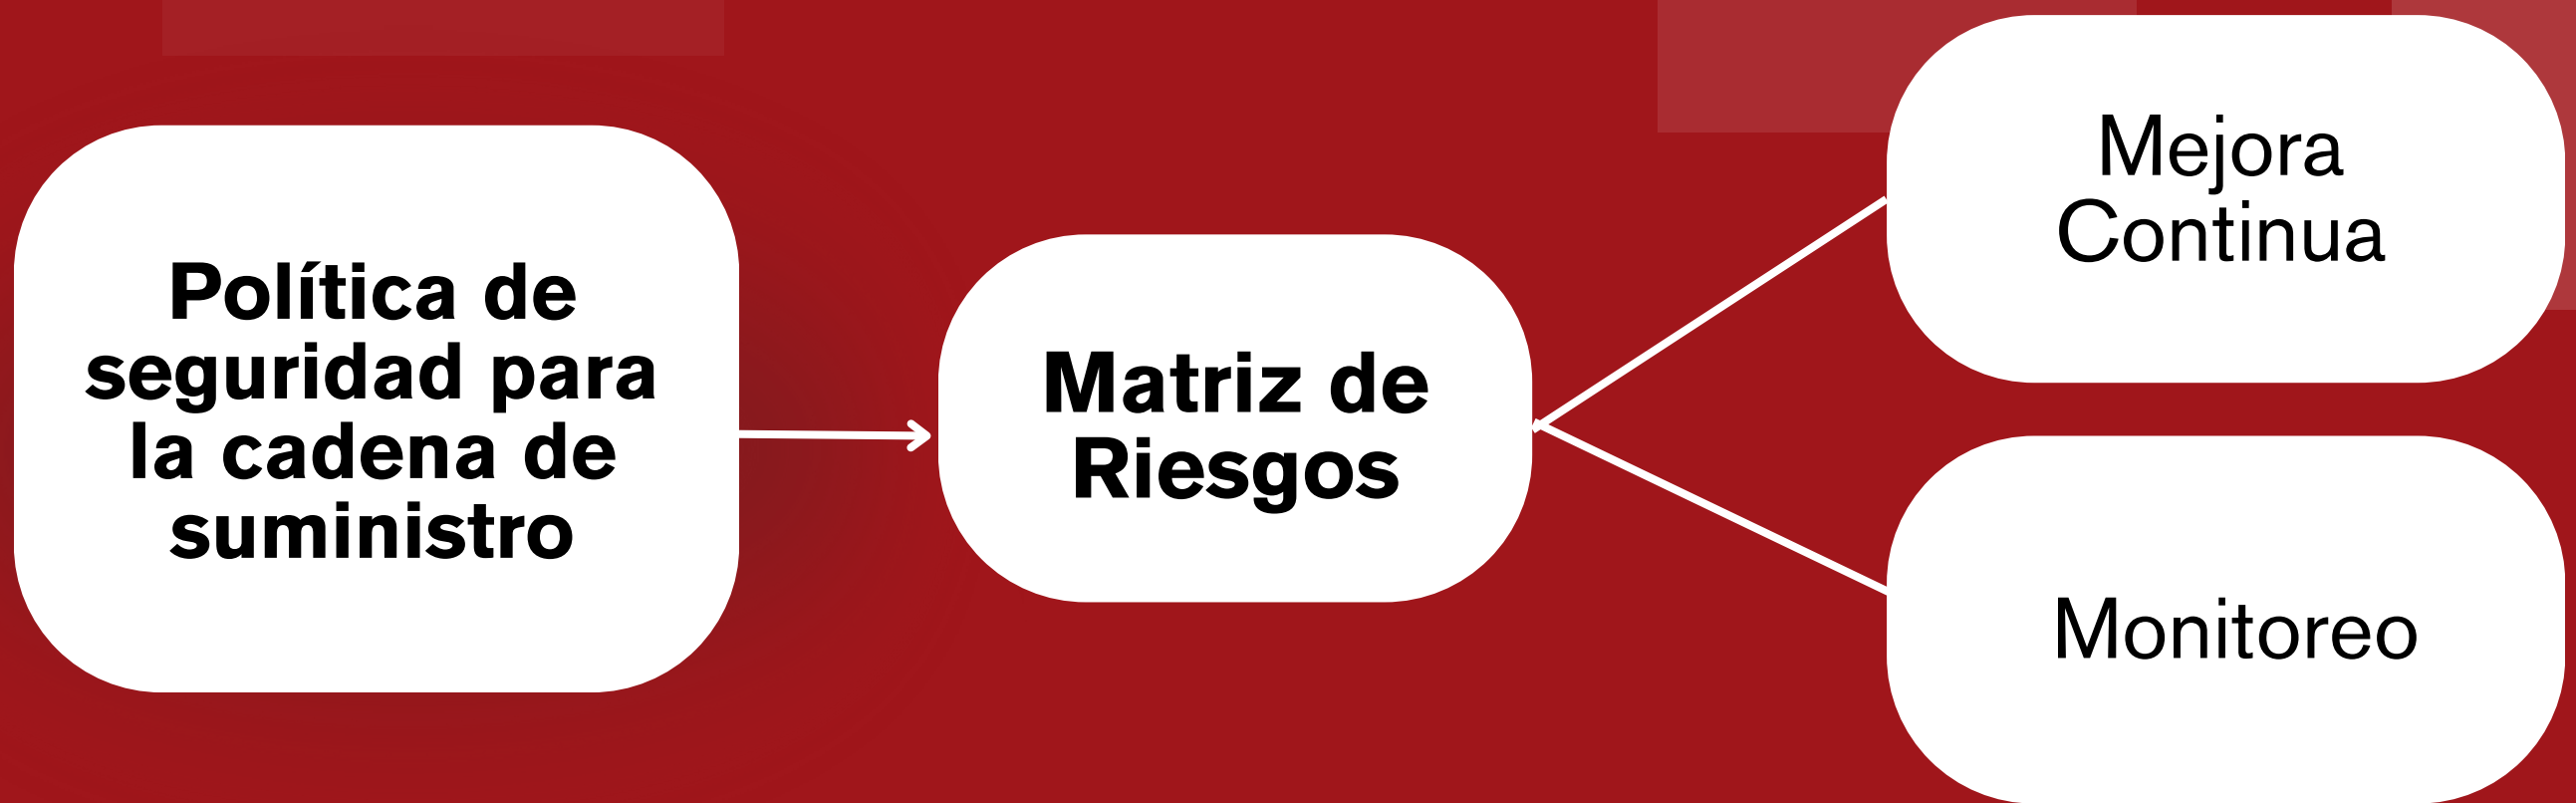 Política de
seguridad para
la cadena de
suministro
Matriz de
Riesgos
Mejora
Continua
Monitoreo